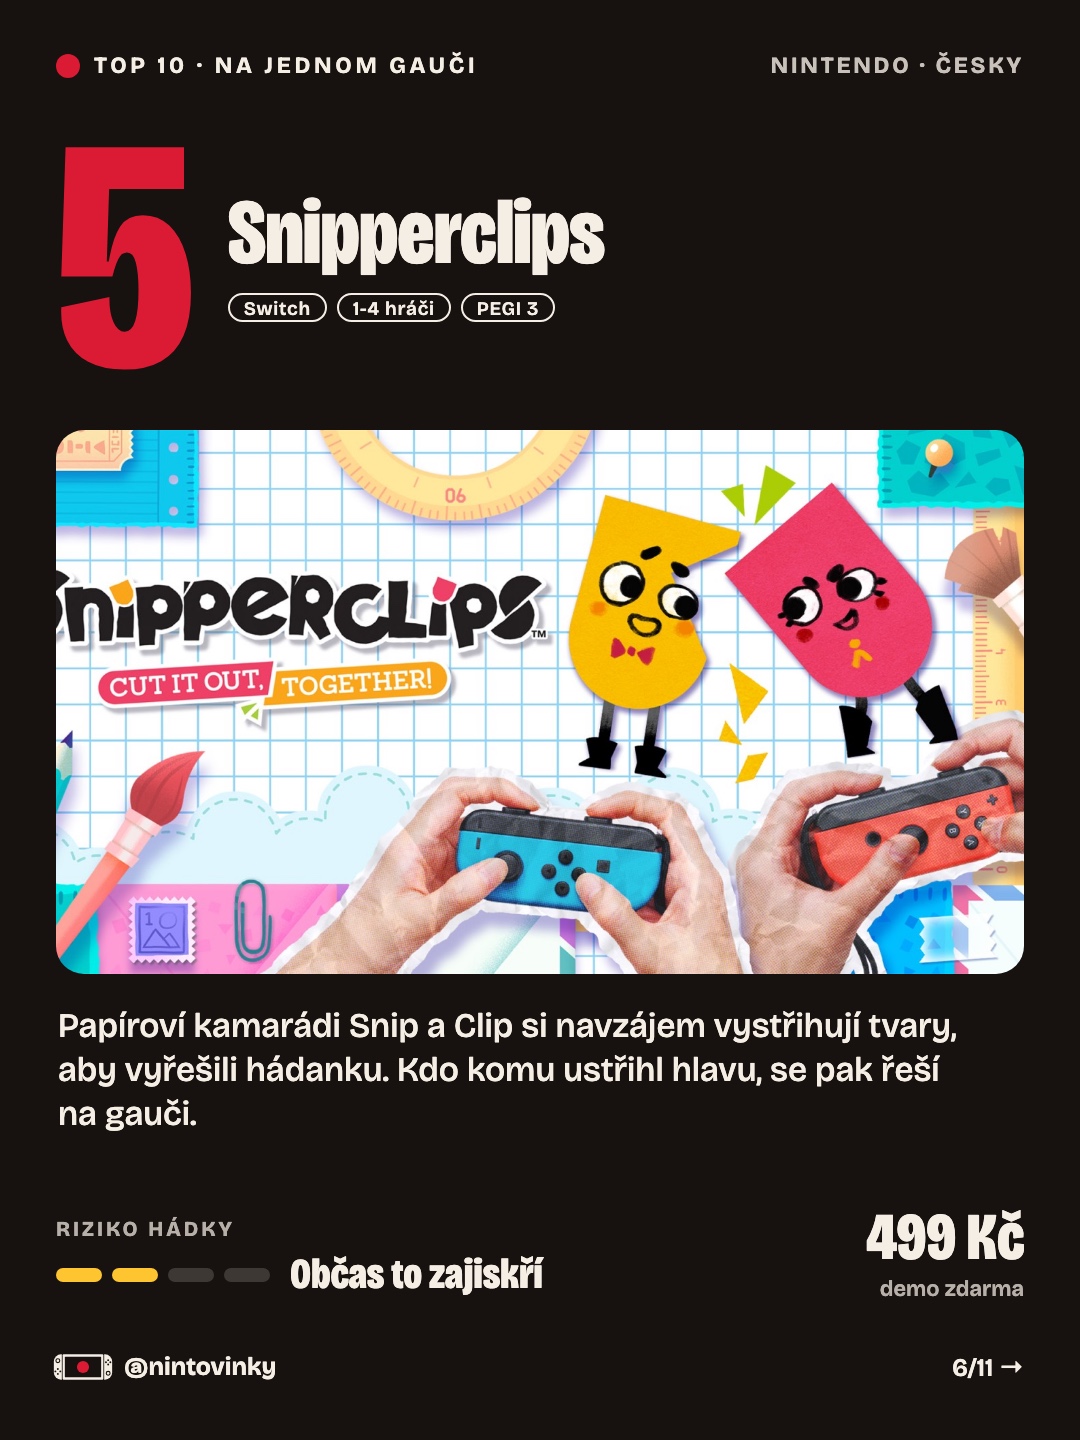 TOP 10 · NA JEDNOM GAUČI
NINTENDO · ČESKY
5
Snipperclips
Switch
1-4 hráči
PEGI 3
90
SnipperCLips™
CUT IT OUT, TOGETHER!
Papíroví kamarádi Snip a Clip si navzájem vystřihují tvary,
aby vyřešili hádanku. Kdo komu ustřihl hlavu, se pak řeší
na gauči.
RIZIKO HÁDKY
Občas to zajiskří
499 Kč
demo zdarma
@nintovinky
6/11 →